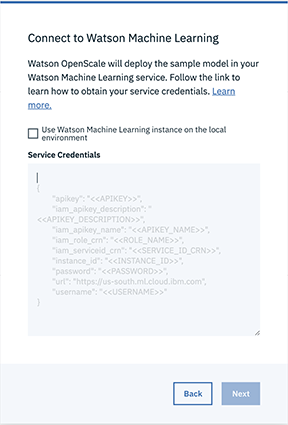 Connect to Watson Machine Learning
Watson OpenScale will deploy the sample model in your
Watson Machine Learning service. Follow the link to
learn how to obtain your service credentials. Learn
more.
Use Watson Machine Learning instance on the local
environment
Service Credentials
{
"apikey": "<<APIKEY>>",
"iam_apikey_description": "
<<APIKEY_DESCRIPTION>>",
"iam_apikey_name": "<<APIKEY_NAME>>",
"iam_role_crn": "<<ROLE_NAME>>",
"iam_serviceid_crn": "<<SERVICE_ID_CRN>>",
"instance_id": "<<INSTANCE_ID>>",
"password": "<<PASSWORD>>",
"url": "https://us-south.ml.cloud.ibm.com",
"username": "<<USERNAME>>"
}
Back Next